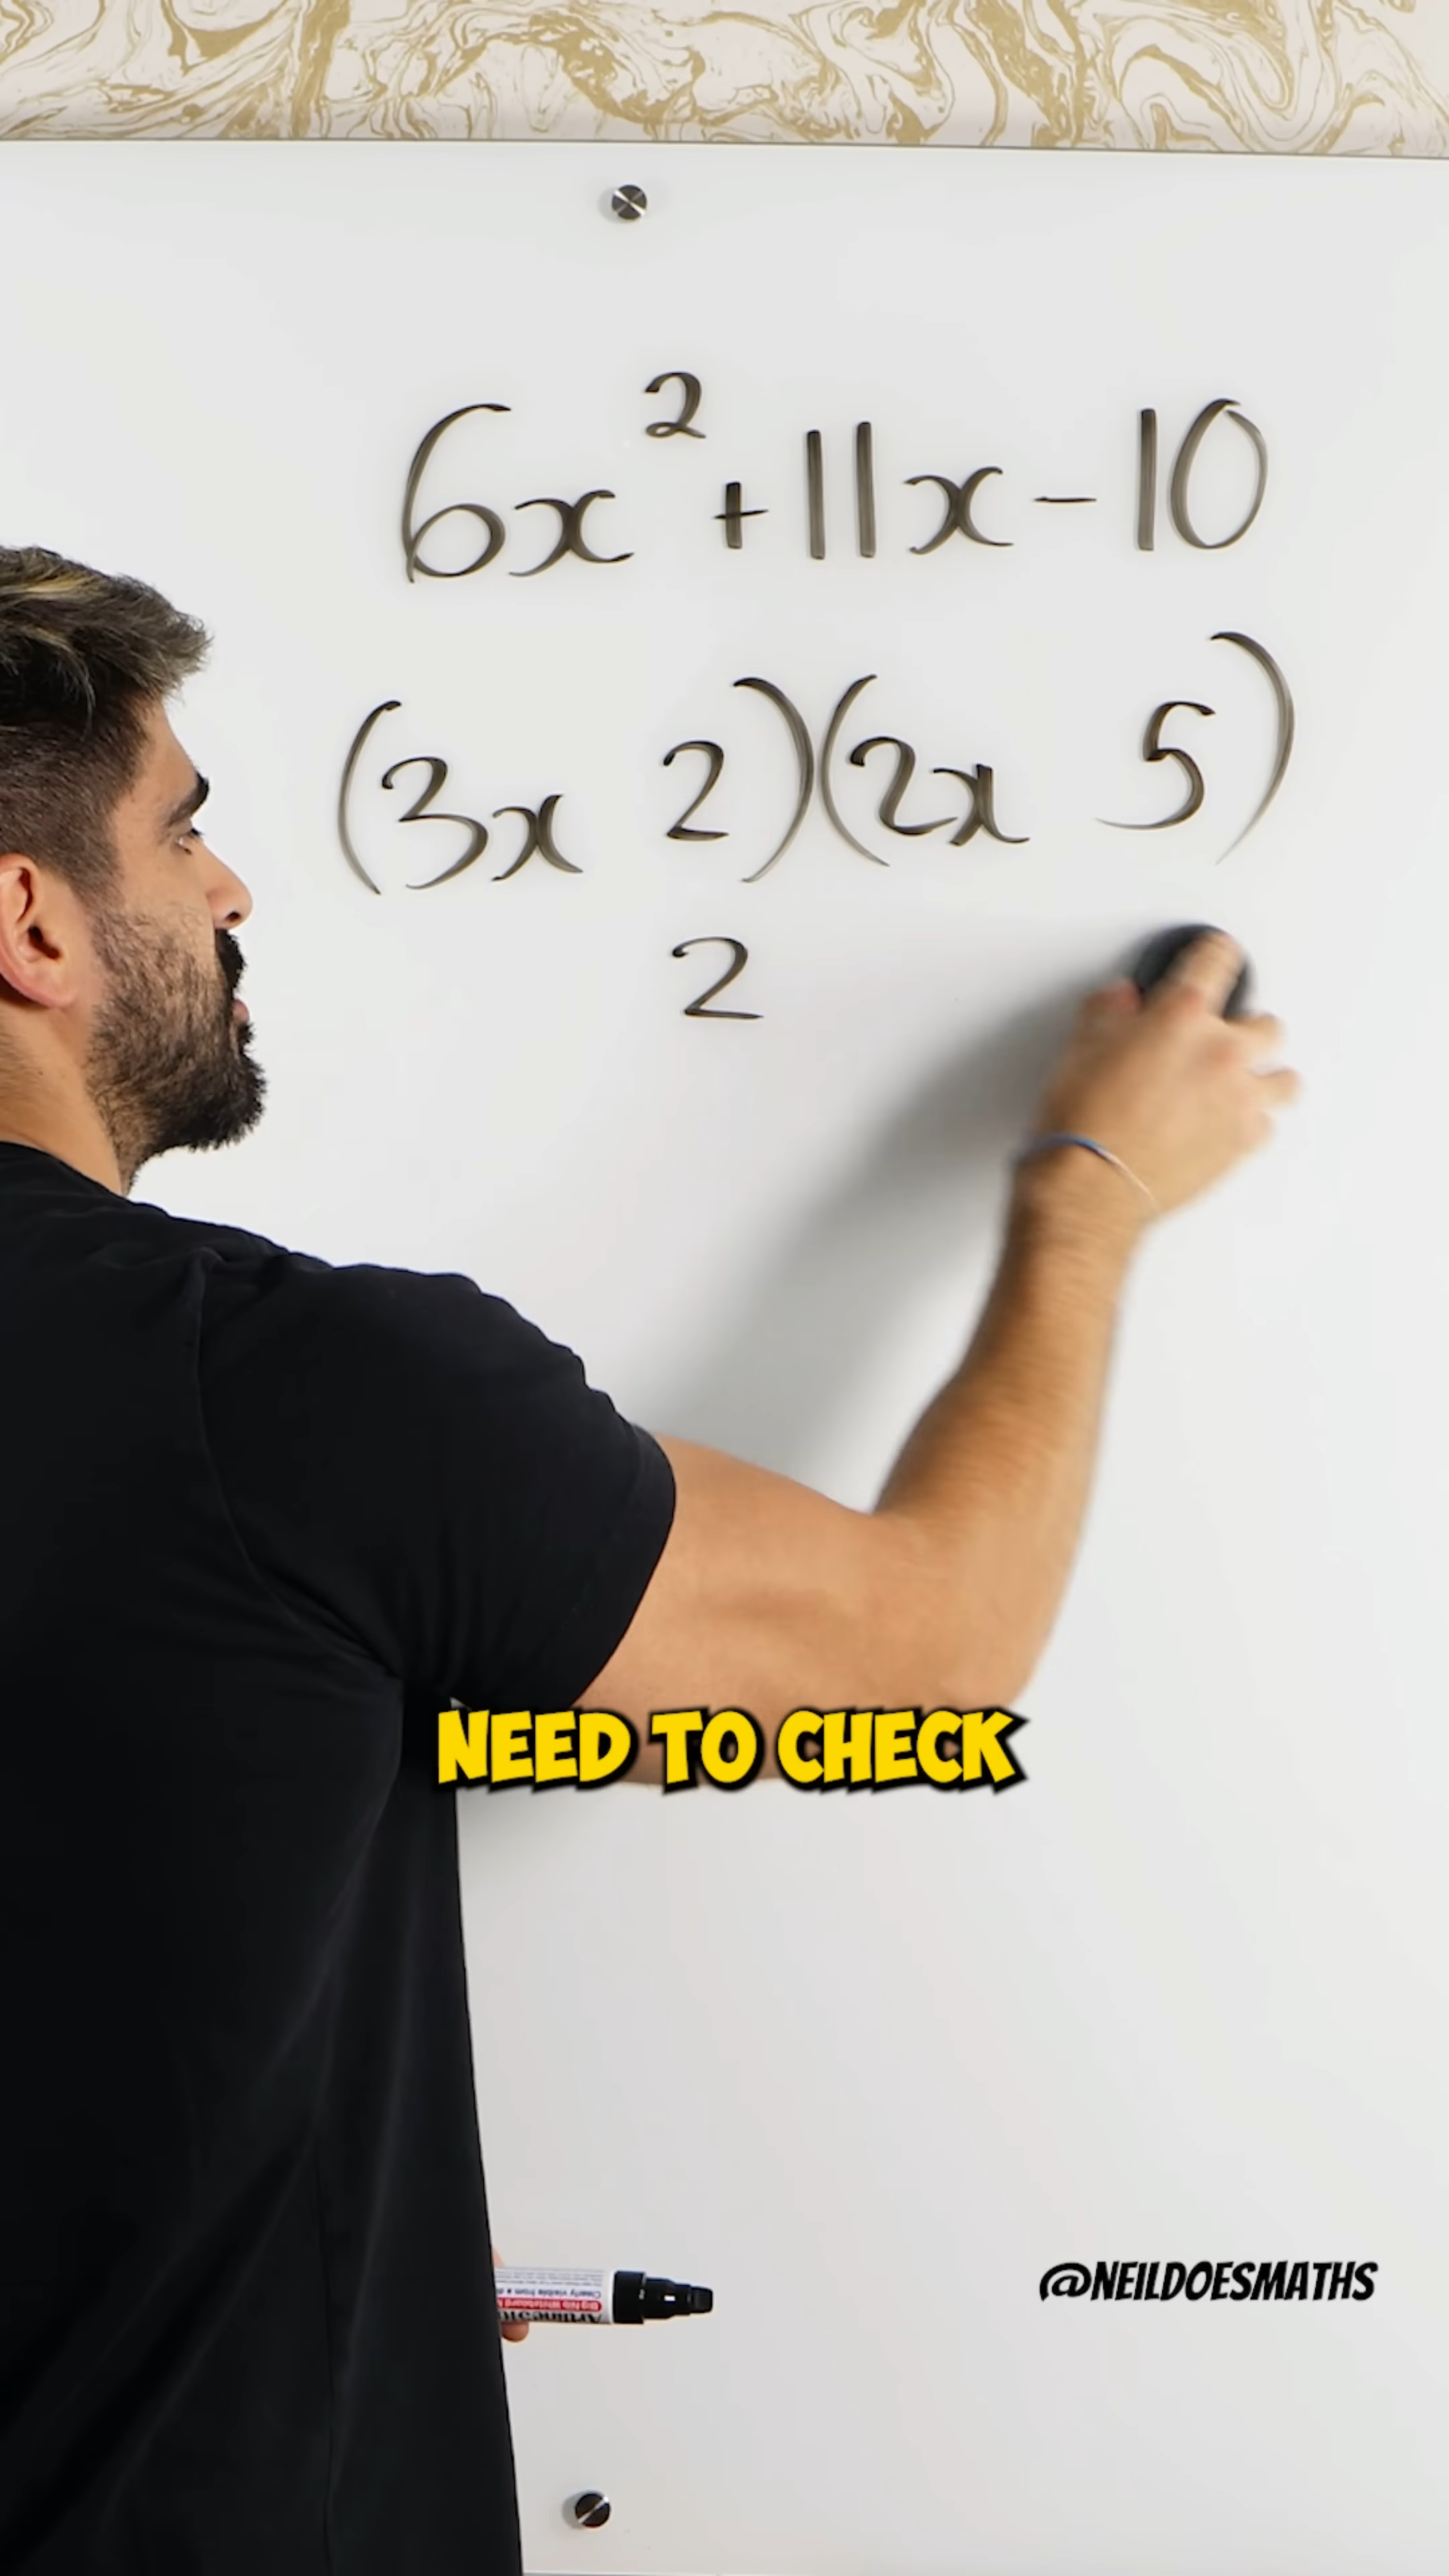 6x² + 11x - 10
(3x 2)(2x 5)
2
NEED TO CHECK
@NEILDOESMATHS